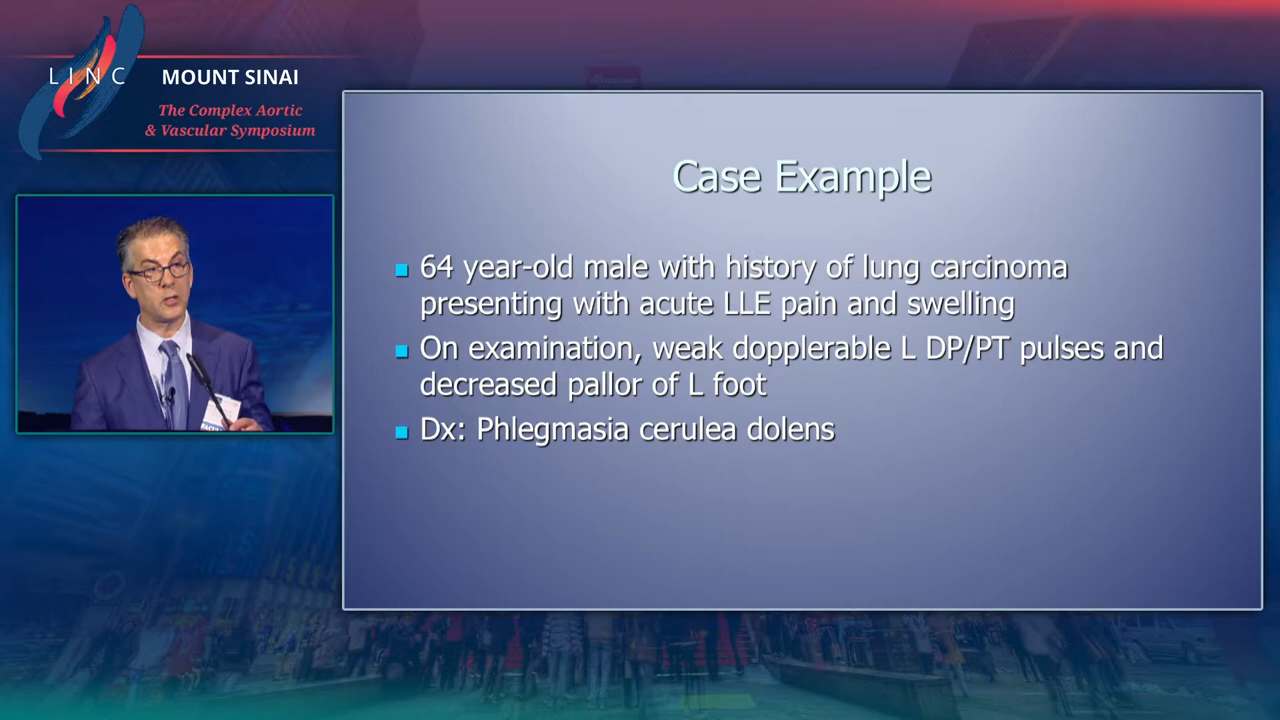 LINC
MOUNT SINAI
The Complex Aortic
& Vascular Symposium
Case Example
64 year-old male with history of lung carcinoma
presenting with acute LLE pain and swelling
On examination, weak dopplerable L DP/PT pulses and
decreased pallor of L foot
Dx: Phlegmasia cerulea dolens